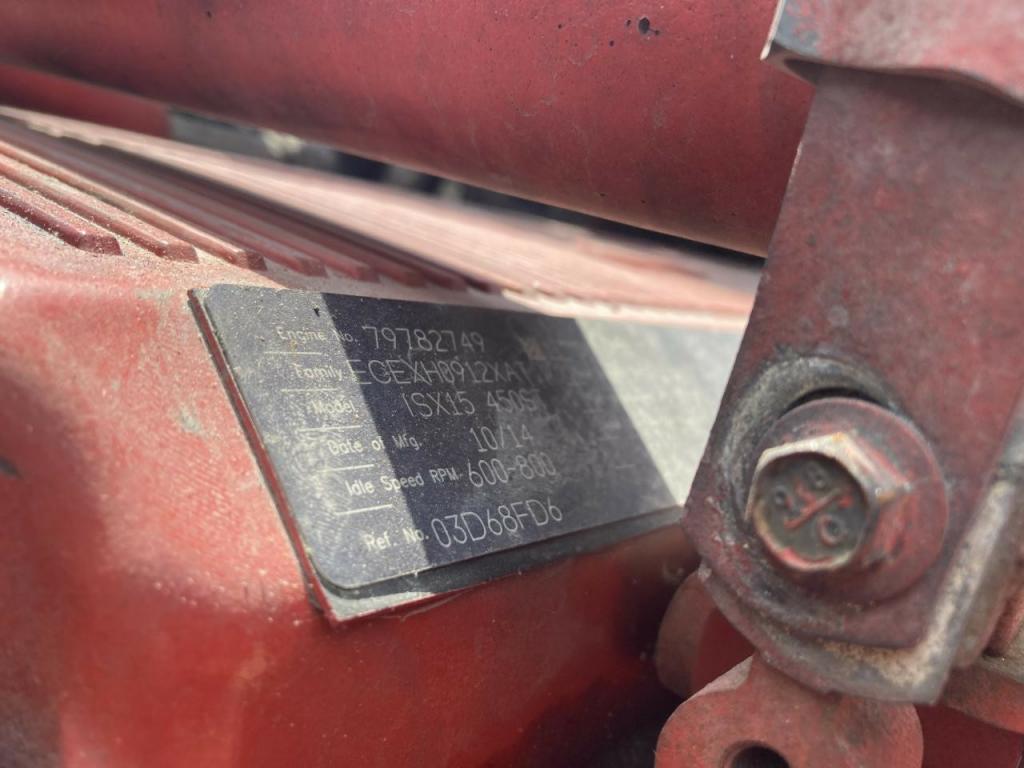 Engine No. 79782749
Family ECEXH0912XAT
Model ISX15 450S
Date of Mfg. 10/14
Idle Speed RPM. 600-800
Ref. No. 03D68FD6